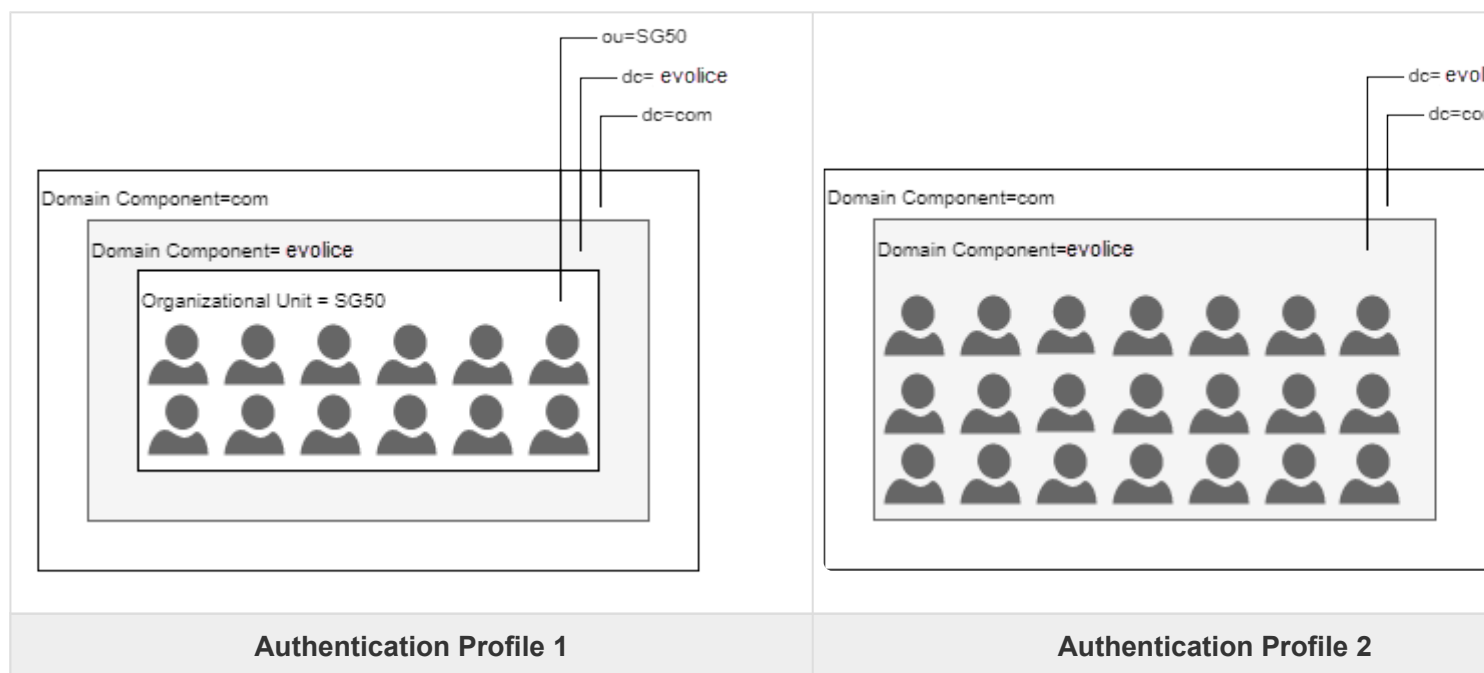 ou=SG50
dc= evolice
dc=com
Domain Component=com
Domain Component= evolice
Organizational Unit = SG50
Authentication Profile 1
dc=
Domain Component=com
Domain Component=evolice
Authentication Profile 2